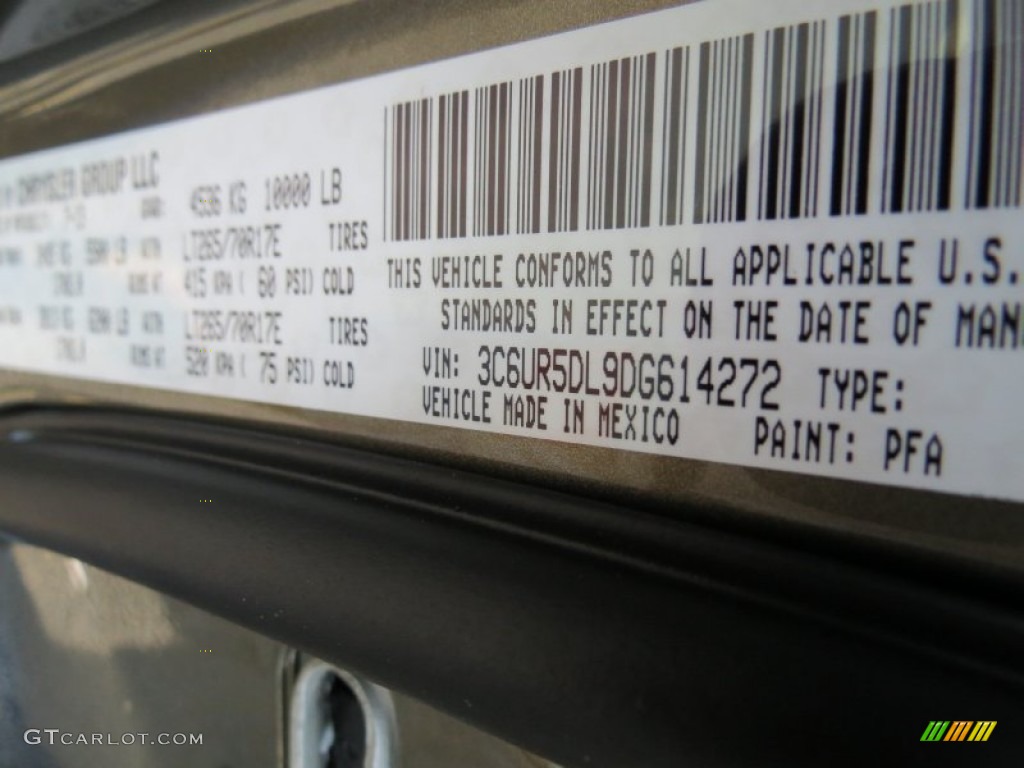 CHRYSLER GROUP LLC
4536 KG 10000 LB
LT265/70R17E TIRES
415 KPA ( 60 PSI) COLD
LT265/70R17E TIRES
520 KPA ( 75 PSI) COLD
THIS VEHICLE CONFORMS TO ALL APPLICABLE U.S.
STANDARDS IN EFFECT ON THE DATE OF MAN
VIN: 3C6UR5DL9DG614272 TYPE:
VEHICLE MADE IN MEXICO PAINT: PFA
GTCARLOT.COM